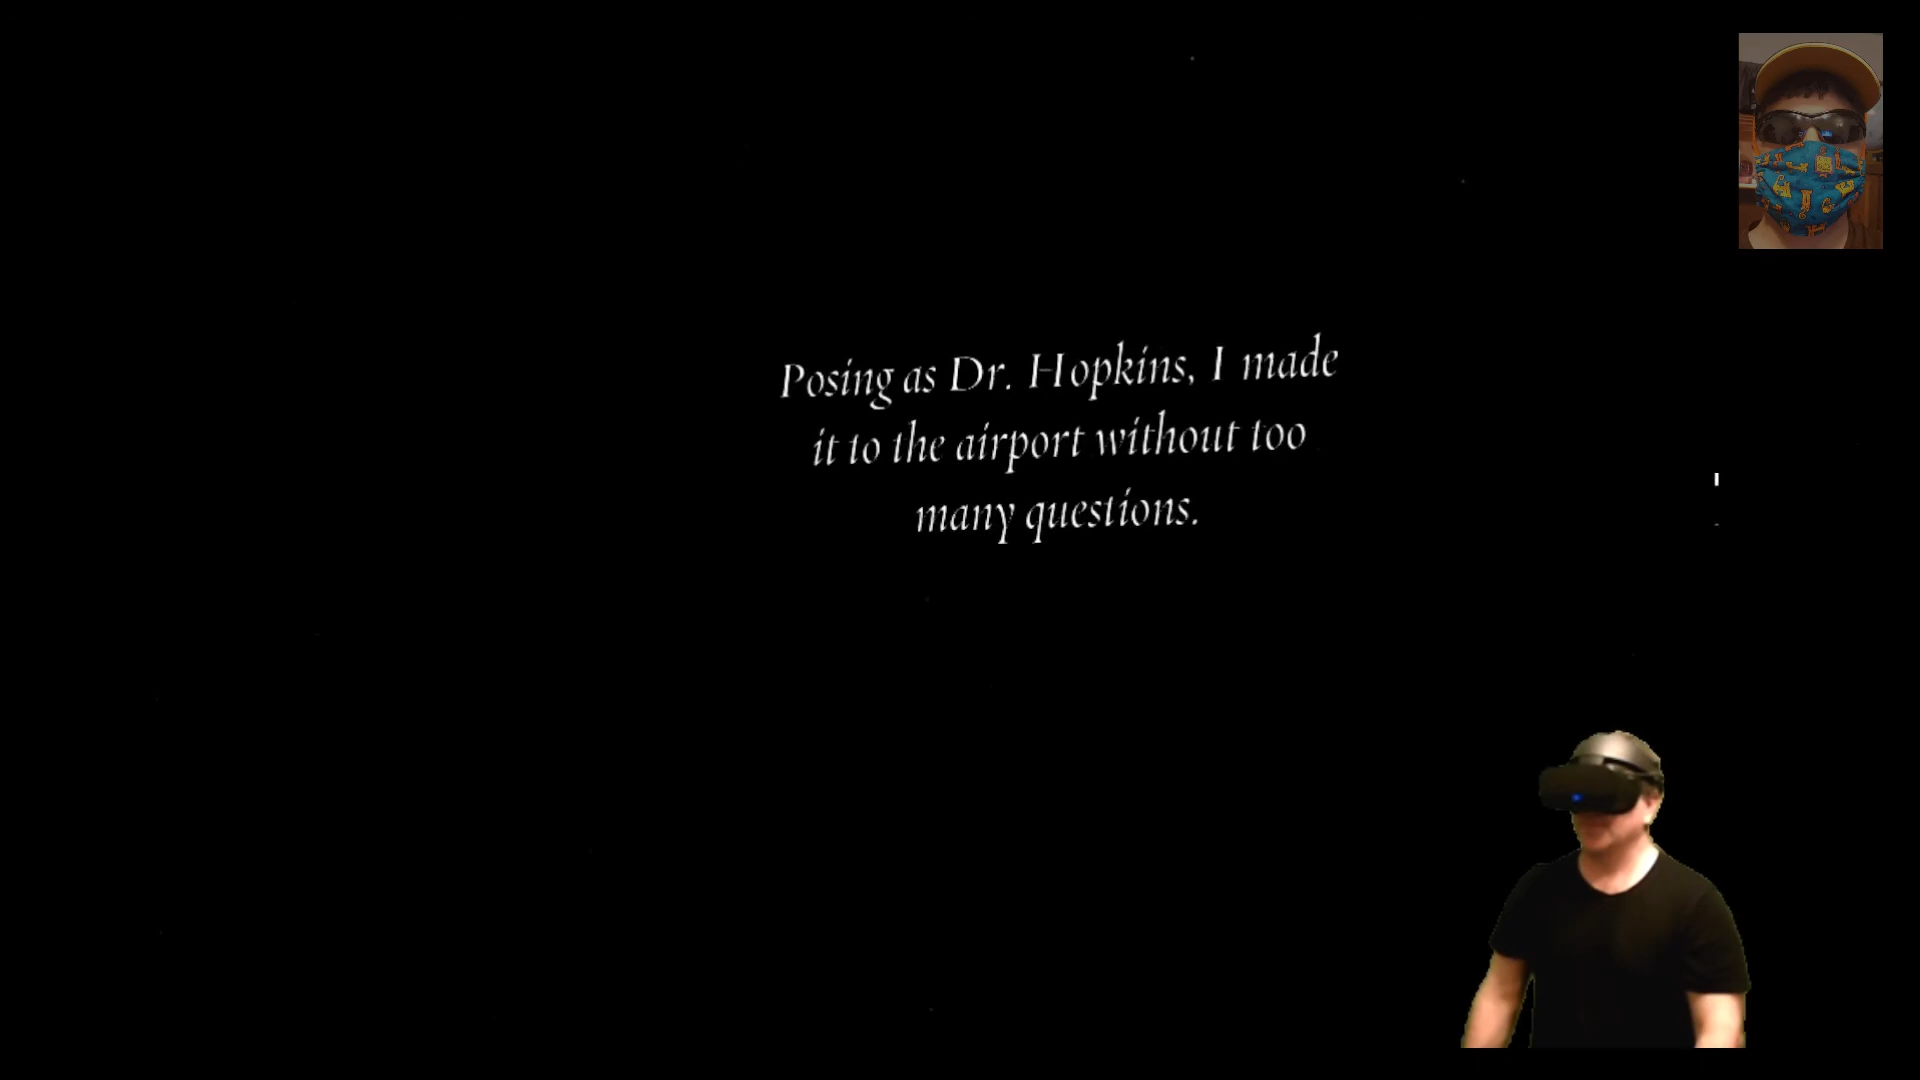 Posing as Dr. Hopkins, I made
it to the airport without too
many questions.